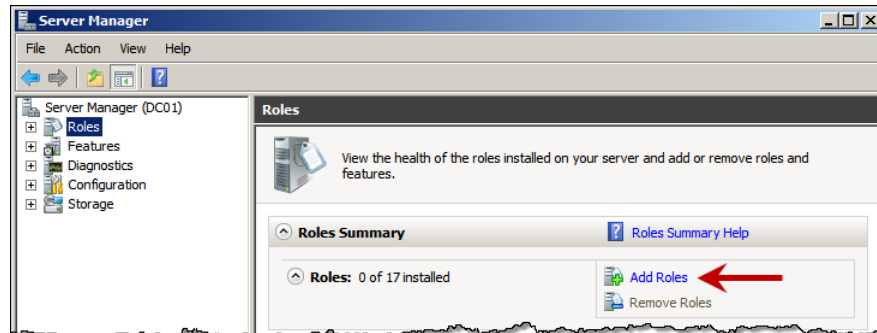 Server Manager
File Action View Help
Server Manager (DC01)
Roles
Features
Diagnostics
Configuration
Storage
Roles
View the health of the roles installed on your server and add or remove roles and
features.
Roles Summary
Roles Summary Help
Roles: 0 of 17 installed
Add Roles
Remove Roles